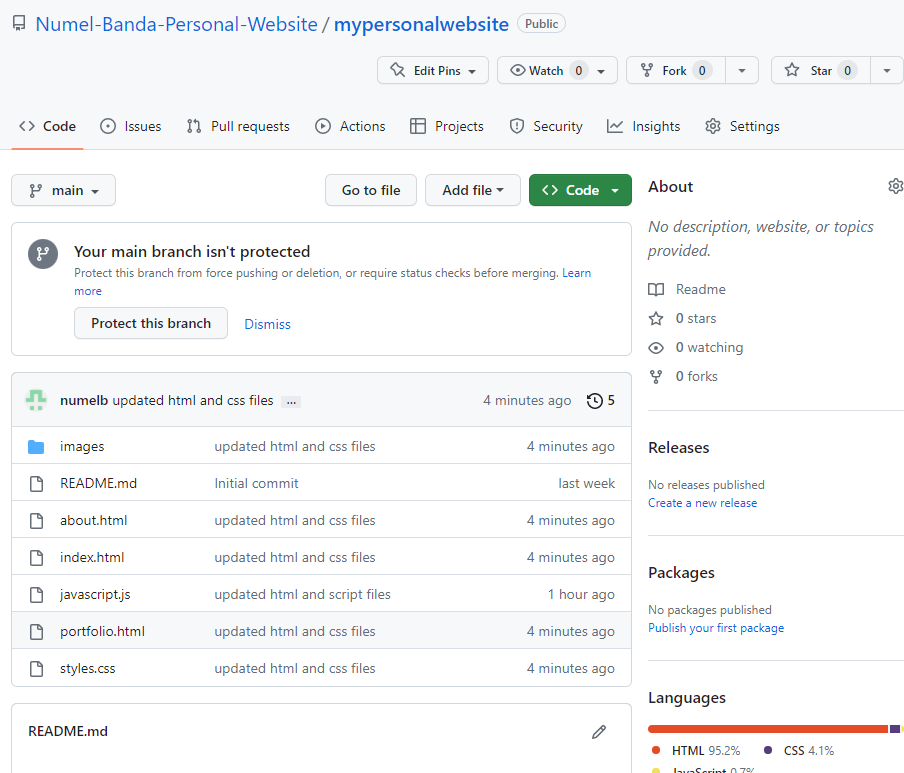 Numel-Banda-Personal-Website / mypersonalwebsite Public
Edit Pins Watch 0 Fork 0 Star 0
Code Issues Pull requests Actions Projects Security Insights Settings
main Go to file Add file Code
Your main branch isn't protected
Protect this branch from force pushing or deletion, or require status checks before merging. Learn
more
Protect this branch Dismiss
numelb updated html and css files ... 4 minutes ago 5
images updated html and css files 4 minutes ago
README.md Initial commit last week
about.html updated html and css files 4 minutes ago
index.html updated html and css files 4 minutes ago
javascript.js updated html and script files 1 hour ago
portfolio.html updated html and css files 4 minutes ago
styles.css updated html and css files 4 minutes ago
README.md
About
No description, website, or topics
provided.
Readme
0 stars
0 watching
0 forks
Releases
No releases published
Create a new release
Packages
No packages published
Publish your first package
Languages
HTML 95.2% CSS 4.1%
JavaScript 0.7%